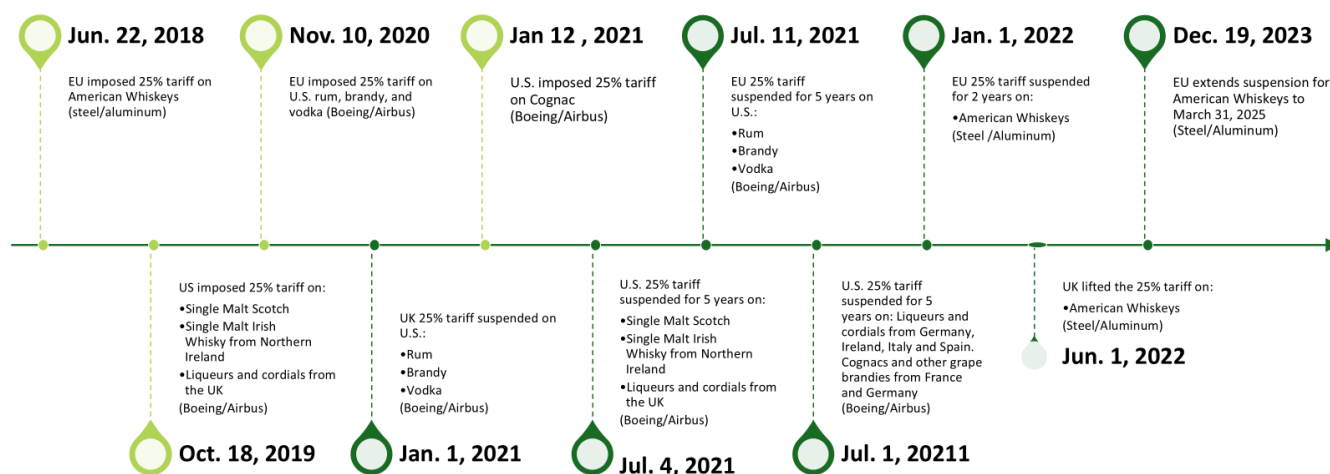 Jun. 22, 2018
EU imposed 25% tariff on
American Whiskeys
(steel/aluminum)
Nov. 10, 2020
EU imposed 25% tariff on
U.S. rum, brandy, and
vodka (Boeing/Airbus)
Jan 12 , 2021
U.S. imposed 25% tariff
on Cognac
(Boeing/Airbus)
Jul. 11, 2021
EU 25% tariff
suspended for 5 years on
U.S.:
•Rum
•Brandy
•Vodka
(Boeing/Airbus)
Jan. 1, 2022
EU 25% tariff suspended
for 2 years on:
•American Whiskeys
(Steel /Aluminum)
Dec. 19, 2023
EU extends suspension for
American Whiskeys to
March 31, 2025
(Steel/Aluminum)
US imposed 25% tariff on:
•Single Malt Scotch
•Single Malt Irish
Whisky from Northern
Ireland
•Liqueurs and cordials from
the UK
(Boeing/Airbus)
Oct. 18, 2019
UK 25% tariff suspended on
U.S.:
•Rum
•Brandy
•Vodka
(Boeing/Airbus)
Jan. 1, 2021
U.S. 25% tariff
suspended for 5 years on:
•Single Malt Scotch
•Single Malt Irish
Whisky from Northern
Ireland
•Liqueurs and cordials from
the UK
(Boeing/Airbus)
Jul. 4, 2021
U.S. 25% tariff
suspended for 5
years on: Liqueurs and
cordials from Germany,
Ireland, Italy and Spain.
Cognacs and other grape
brandies from France
and Germany
(Boeing/Airbus)
Jul. 1, 20211
UK lifted the 25% tariff on:
•American Whiskeys
(Steel/Aluminum)
Jun. 1, 2022